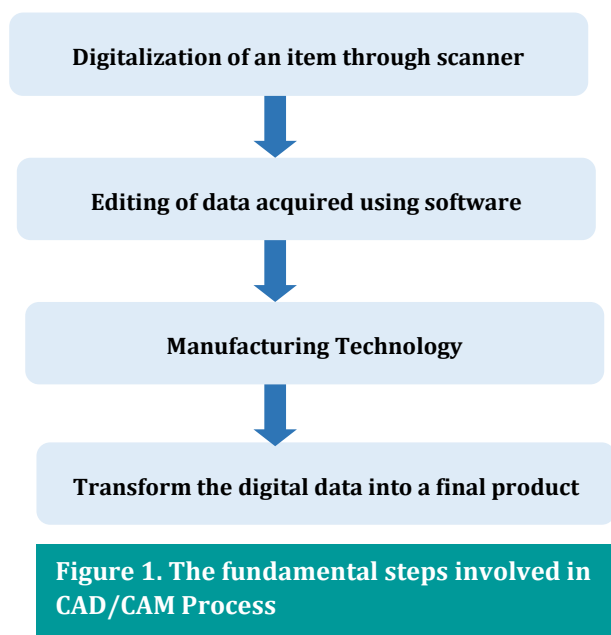 Digitalization of an item through scanner
Editing of data acquired using software
Manufacturing Technology
Transform the digital data into a final product
Figure 1. The fundamental steps involved in
CAD/CAM Process